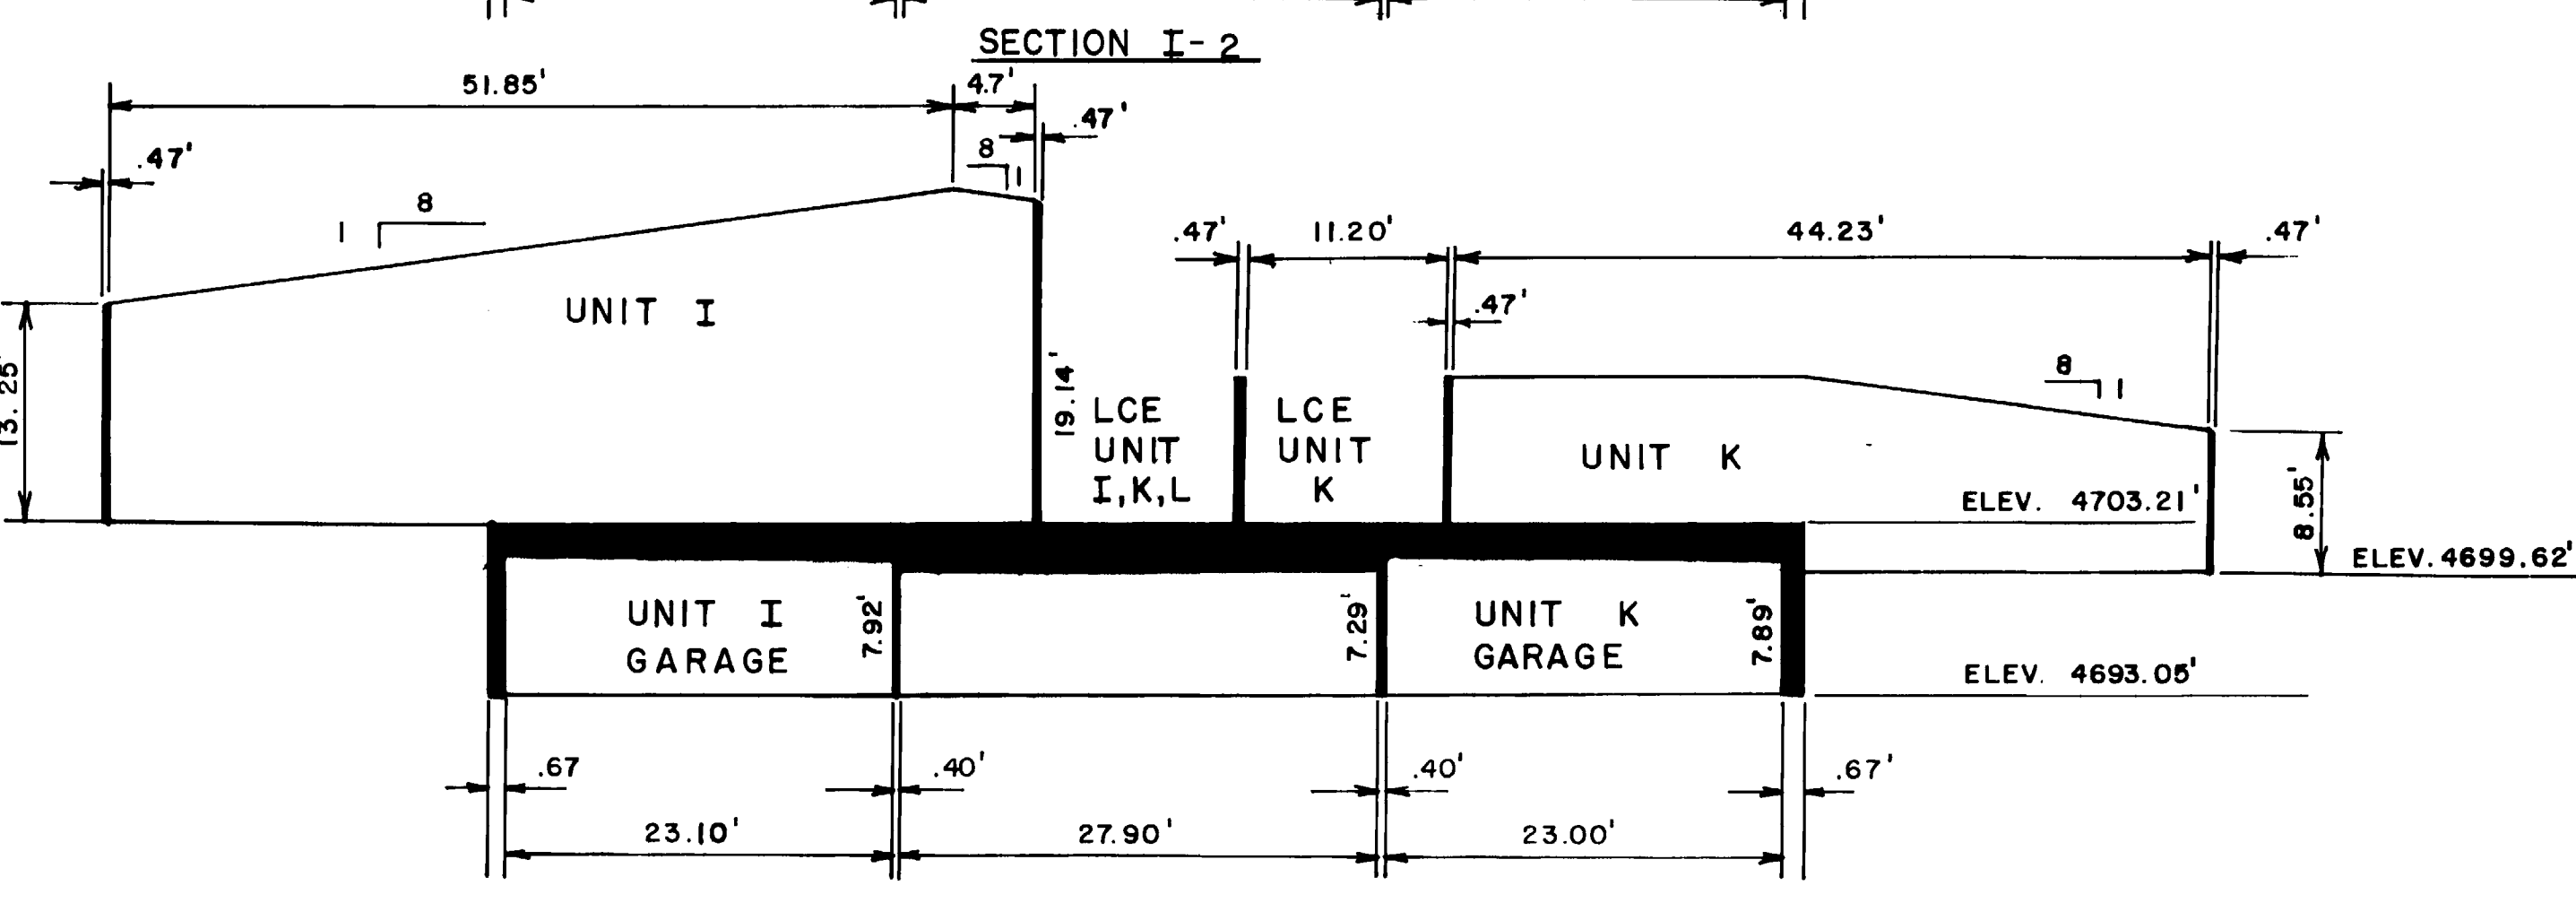 SECTION I-2
51.85'
4.7'
.47'
8
1
.47'
8
1
.47'
11.20'
44.23'
.47'
.47'
UNIT I
13.25'
19.14'
8
1
LCE
UNIT
I,K,L
LCE
UNIT
K
UNIT K
ELEV. 4703.21'
8.55'
ELEV. 4699.62'
UNIT I
GARAGE
7.92'
7.29'
UNIT K
GARAGE
7.89'
ELEV. 4693.05'
.67
.40'
.40'
.67'
23.10'
27.90'
23.00'